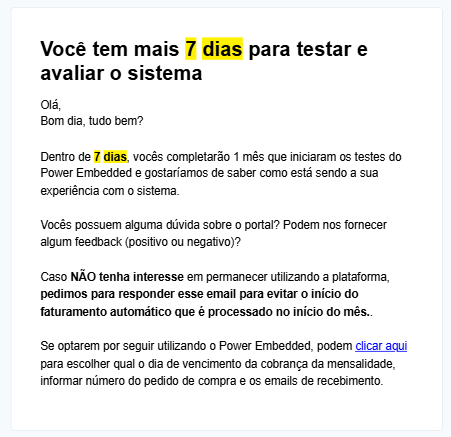 Você tem mais 7 dias para testar e
avaliar o sistema
Olá,
Bom dia, tudo bem?
Dentro de 7 dias, vocês completarão 1 mês que iniciaram os testes do
Power Embedded e gostaríamos de saber como está sendo a sua
experiência com o sistema.
Vocês possuem alguma dúvida sobre o portal? Podem nos fornecer
algum feedback (positivo ou negativo)?
Caso NÃO tenha interesse em permanecer utilizando a plataforma,
pedimos para responder esse email para evitar o início do
faturamento automático que é processado no início do mês..
Se optarem por seguir utilizando o Power Embedded, podem clicar aqui
para escolher qual o dia de vencimento da cobrança da mensalidade,
informar número do pedido de compra e os emails de recebimento.